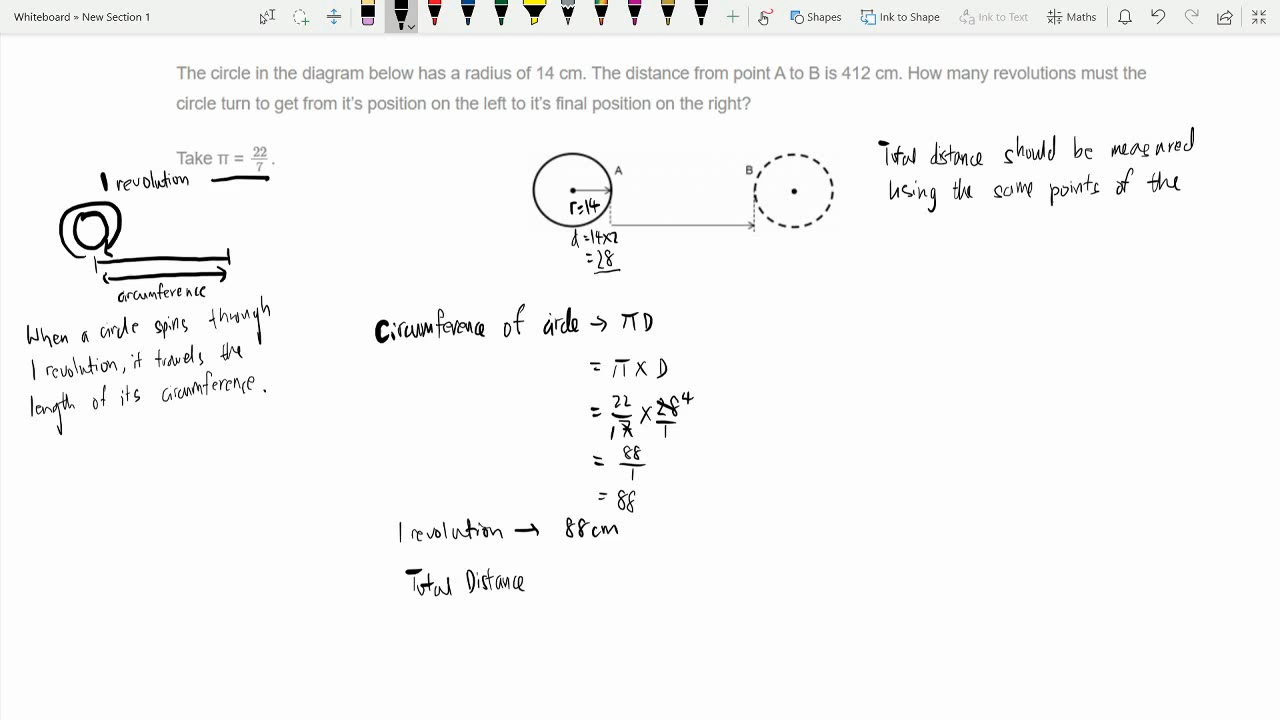 Whiteboard » New Section 1
Shapes
Ink to Shape
Ink to Text
Maths
The circle in the diagram below has a radius of 14 cm. The distance from point A to B is 412 cm. How many revolutions must the
circle turn to get from it's position on the left to it's final position on the right?
Take π = 22/7.
1 revolution
circumference
When a circle spins through
1 revolution, it travels the
length of its circumference.
A
B
r=14
d=14×2
=28
Total distance should be measured
using the same points of the
Circumference of circle → πD
= π × D
= 22/7 1 × 28/1 4
= 88/1
= 88
1 revolution → 88cm
Total Distance